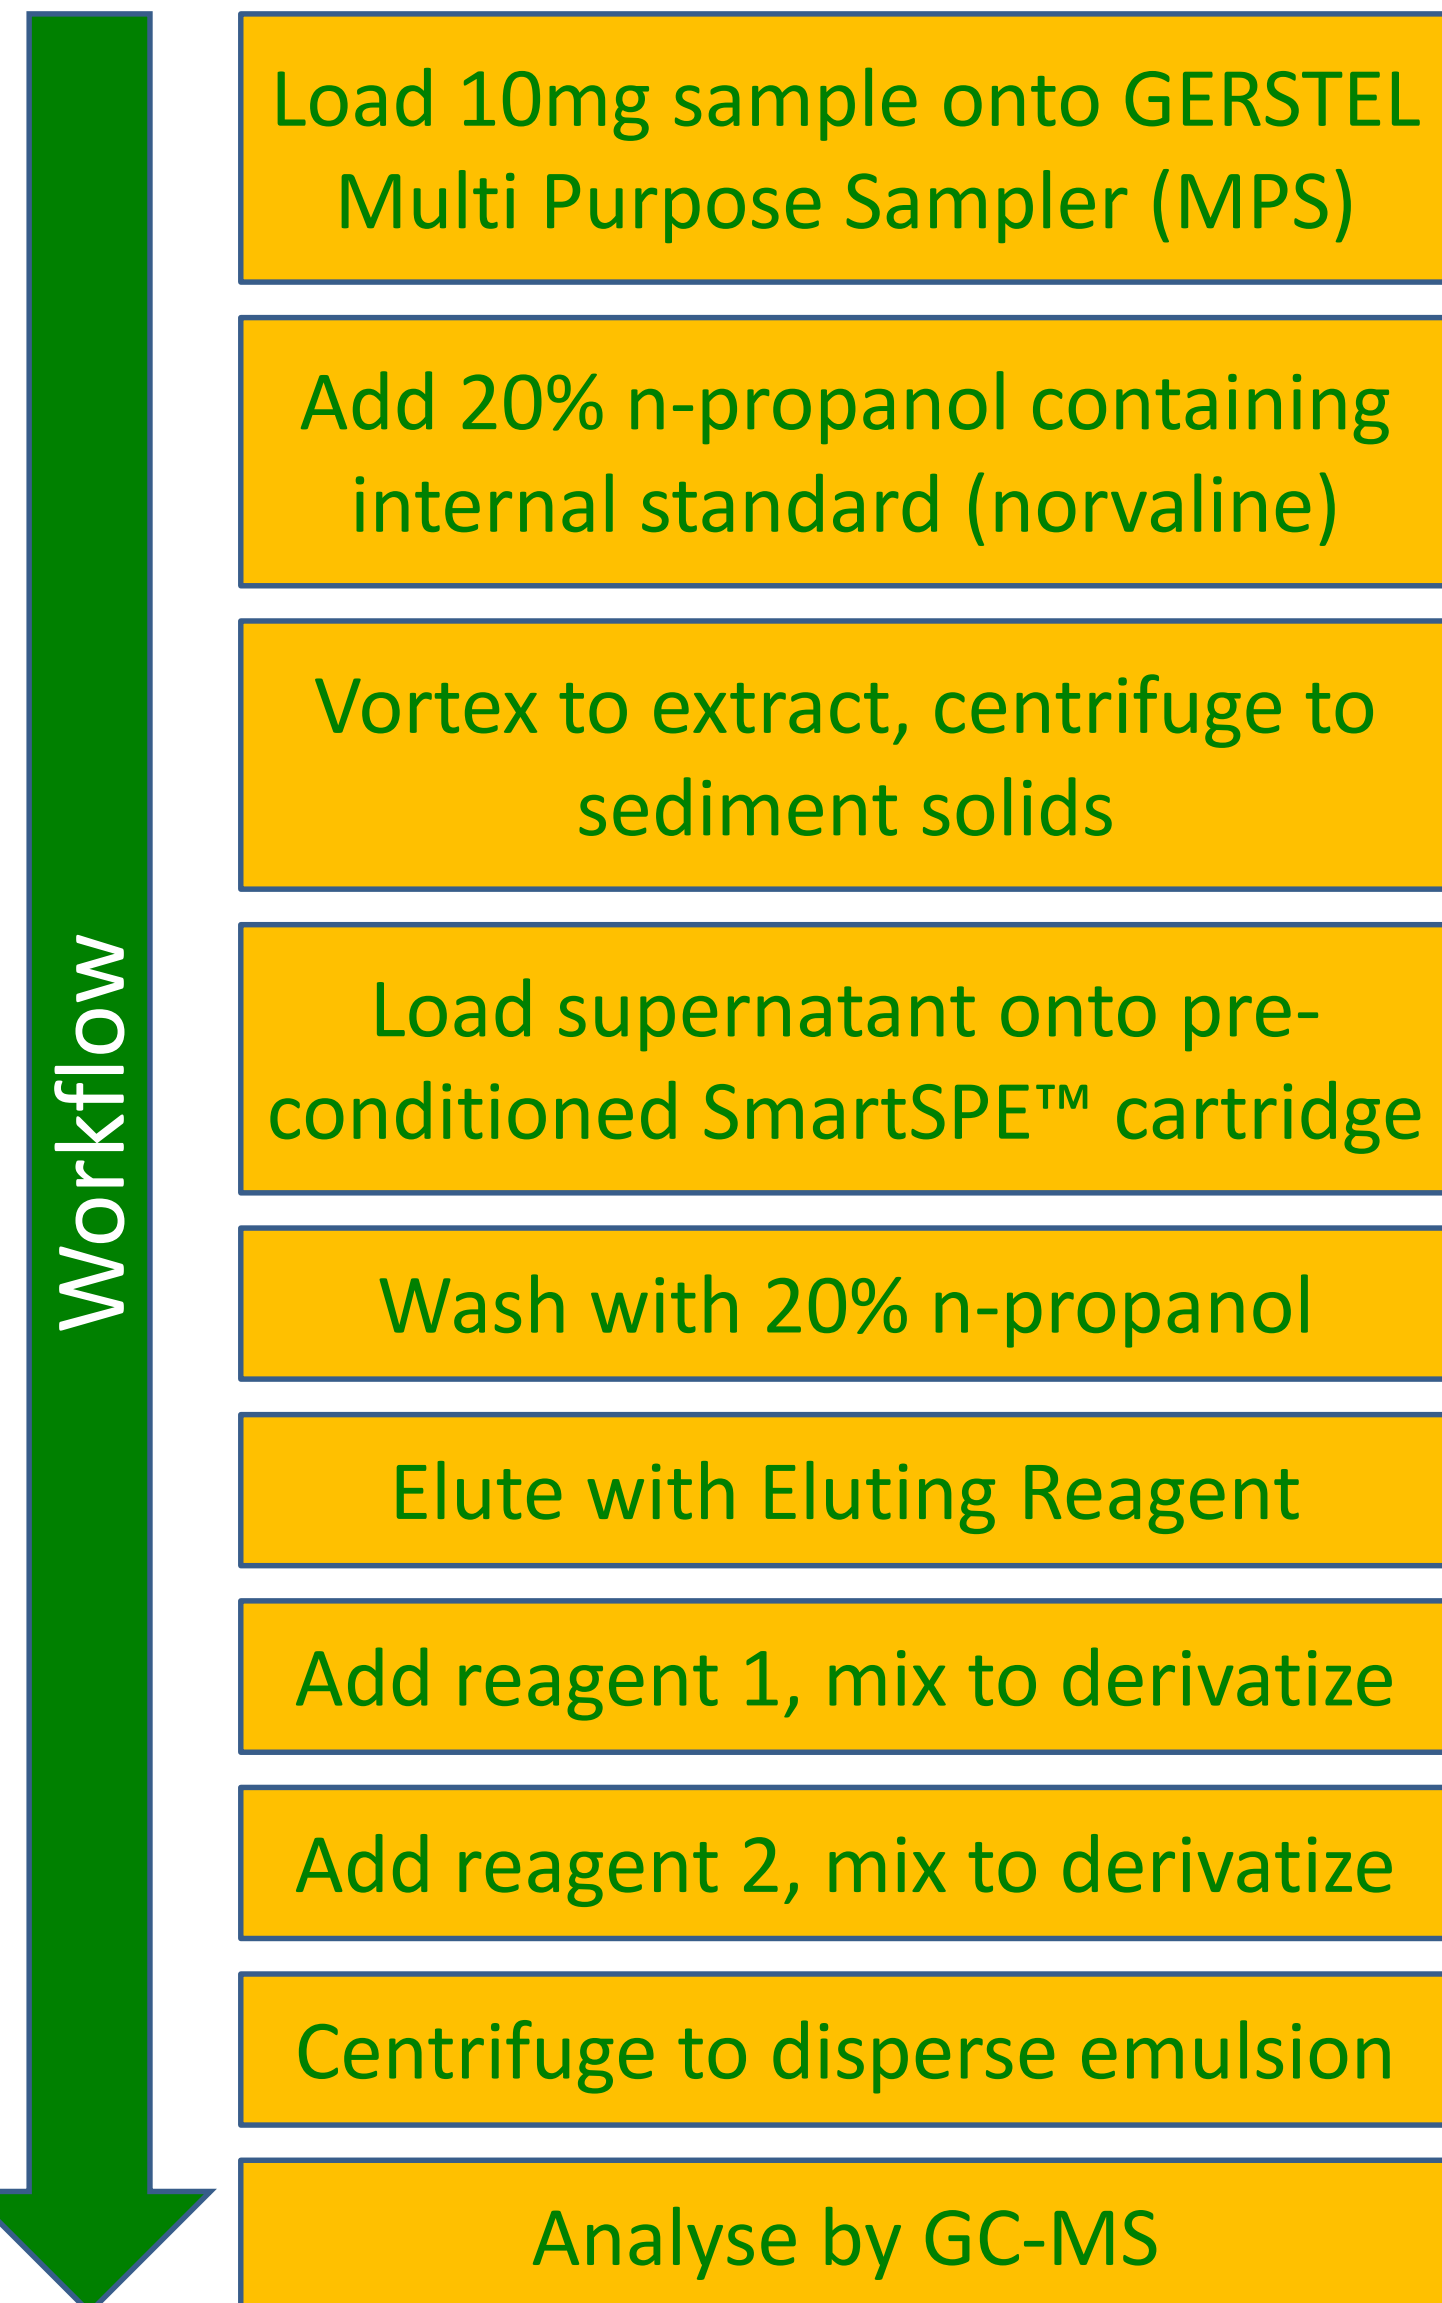 Workflow
Load 10mg sample onto GERSTEL
Multi Purpose Sampler (MPS)
Add 20% n-propanol containing
internal standard (norvaline)
Vortex to extract, centrifuge to
sediment solids
Load supernatant onto pre-
conditioned SmartSPE™ cartridge
Wash with 20% n-propanol
Elute with Eluting Reagent
Add reagent 1, mix to derivatize
Add reagent 2, mix to derivatize
Centrifuge to disperse emulsion
Analyse by GC-MS